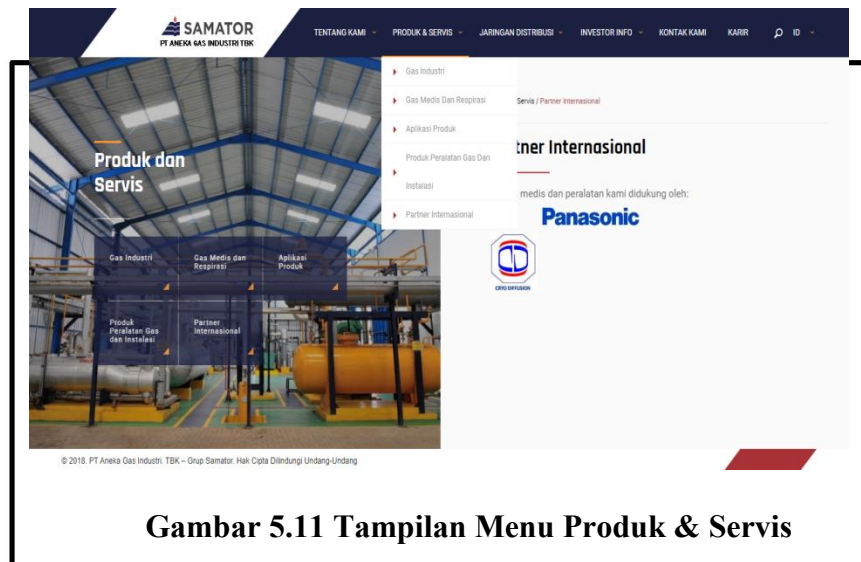 SAMATOR
PT ANEKA GAS INDUSTRI TBK
TENTANG KAMI
PRODUK & SERVIS
JARINGAN DISTRIBUSI
INVESTOR INFO
KONTAK KAMI
KARIR
ID
Gas Industri
Gas Medis Dan Respirasi
Aplikasi Produk
Produk Peralatan Gas Dan
Instalasi
Partner Internasional
Servis / Partner Internasional
tner Internasional
medis dan peralatan kami didukung oleh:
Panasonic
CRYO DIFFUSION
Produk dan
Servis
Gas Industri
Gas Medis dan
Respirasi
Aplikasi
Produk
Produk
Peralatan Gas
dan Instalasi
Partner
Internasional
© 2018. PT Aneka Gas Industri. TBK – Grup Samator. Hak Cipta Dilindungi Undang-Undang
Gambar 5.11 Tampilan Menu Produk & Servis